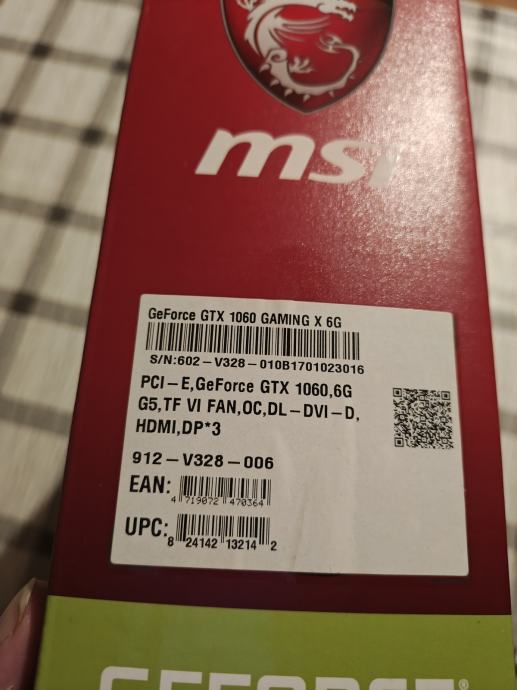 msi
GeForce GTX 1060 GAMING X 6G
S/N:602-V328-010B1701023016
PCI-E,GeForce GTX 1060,6G
G5,TF VI FAN,OC,DL-DVI-D,
HDMI,DP*3
912-V328-006
EAN:
4 719072 470364
UPC:
8 24142 13214 2
GEFORCE®